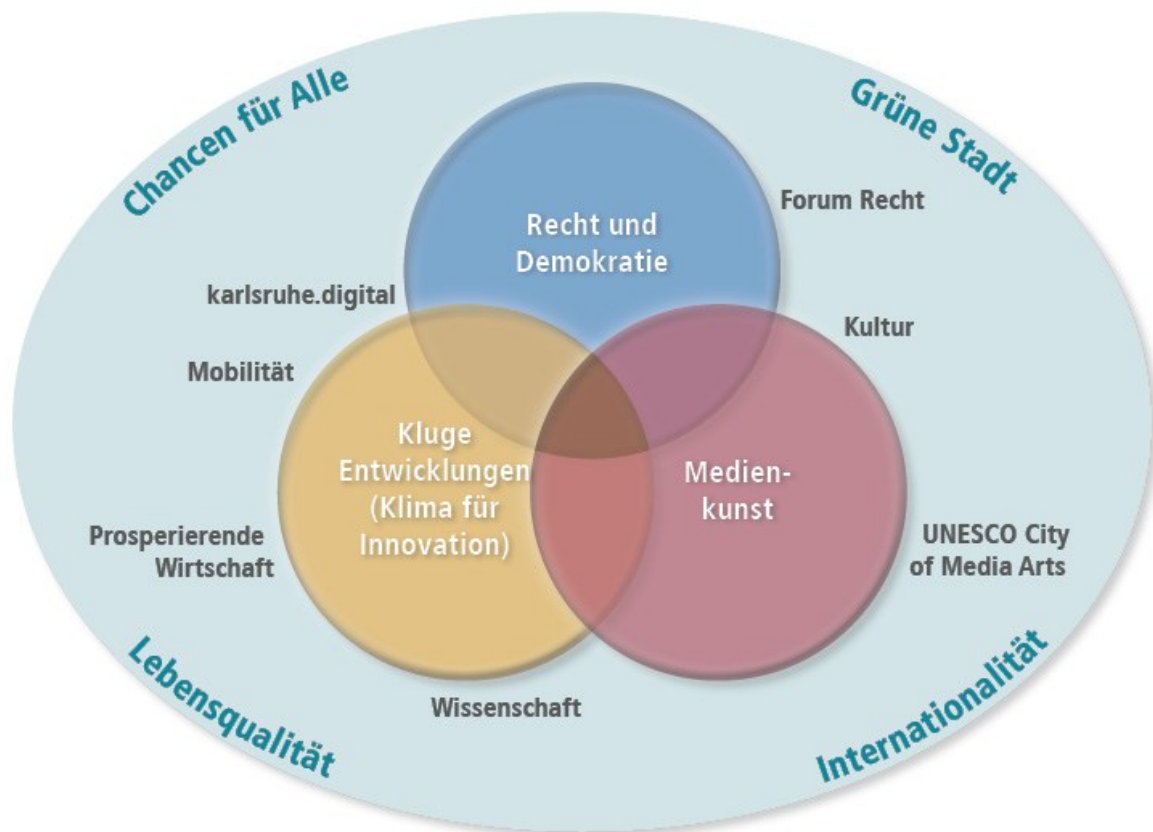 Chancen für Alle
Grüne Stadt
Forum Recht
Recht und
Demokratie
karlsruhe.digital
Kultur
Mobilität
Kluge
Entwicklungen
(Klima für
Innovation)
Medien-
kunst
Prosperierende
Wirtschaft
UNESCO City
of Media Arts
Lebensqualität
Wissenschaft
Internationalität